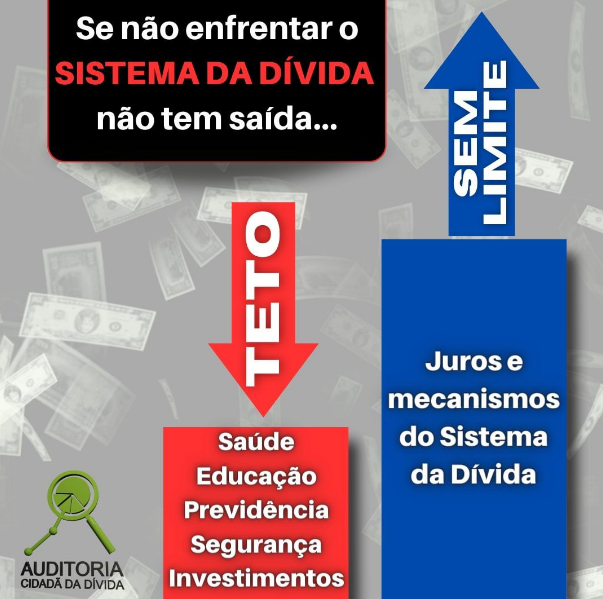 Se não enfrentar o
SISTEMA DA DÍVIDA
não tem saída...
SEM
LIMITE
TETO
Juros e
mecanismos
do Sistema
da Dívida
Saúde
Educação
Previdência
Segurança
Investimentos
AUDITORIA
CIDADÃ DA DÍVIDA